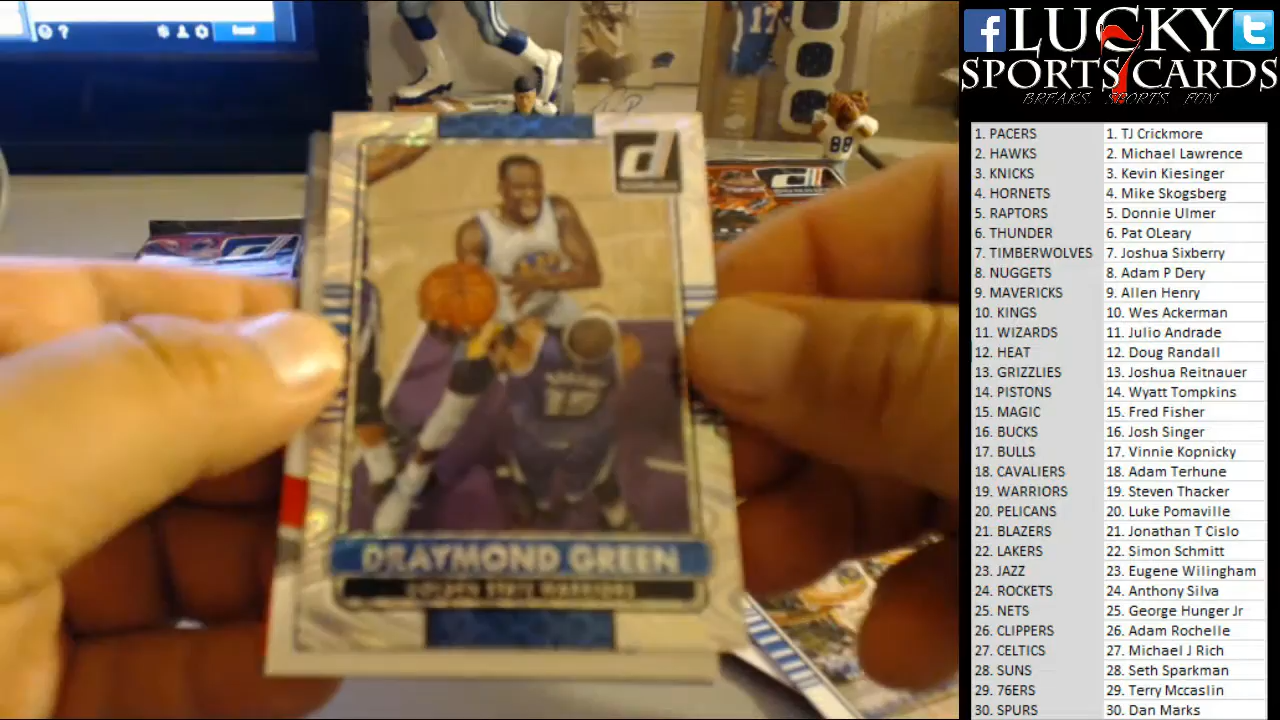 LUCKY
7
SPORTS CARDS
BREAKS SPORTS FUN
17
88
d
DRAYMOND GREEN
GOLDEN STATE WARRIORS
1. PACERS 1. TJ Crickmore
2. HAWKS 2. Michael Lawrence
3. KNICKS 3. Kevin Kiesinger
4. HORNETS 4. Mike Skogsberg
5. RAPTORS 5. Donnie Ulmer
6. THUNDER 6. Pat OLeary
7. TIMBERWOLVES 7. Joshua Sixberry
8. NUGGETS 8. Adam P Dery
9. MAVERICKS 9. Allen Henry
10. KINGS 10. Wes Ackerman
11. WIZARDS 11. Julio Andrade
12. HEAT 12. Doug Randall
13. GRIZZLIES 13. Joshua Reitnauer
14. PISTONS 14. Wyatt Tompkins
15. MAGIC 15. Fred Fisher
16. BUCKS 16. Josh Singer
17. BULLS 17. Vinnie Kopnicky
18. CAVALIERS 18. Adam Terhune
19. WARRIORS 19. Steven Thacker
20. PELICANS 20. Luke Pomaville
21. BLAZERS 21. Jonathan T Cislo
22. LAKERS 22. Simon Schmitt
23. JAZZ 23. Eugene Wilingham
24. ROCKETS 24. Anthony Silva
25. NETS 25. George Hunger Jr
26. CLIPPERS 26. Adam Rochelle
27. CELTICS 27. Michael J Rich
28. SUNS 28. Seth Sparkman
29. 76ERS 29. Terry Mccaslin
30. SPURS 30. Dan Marks